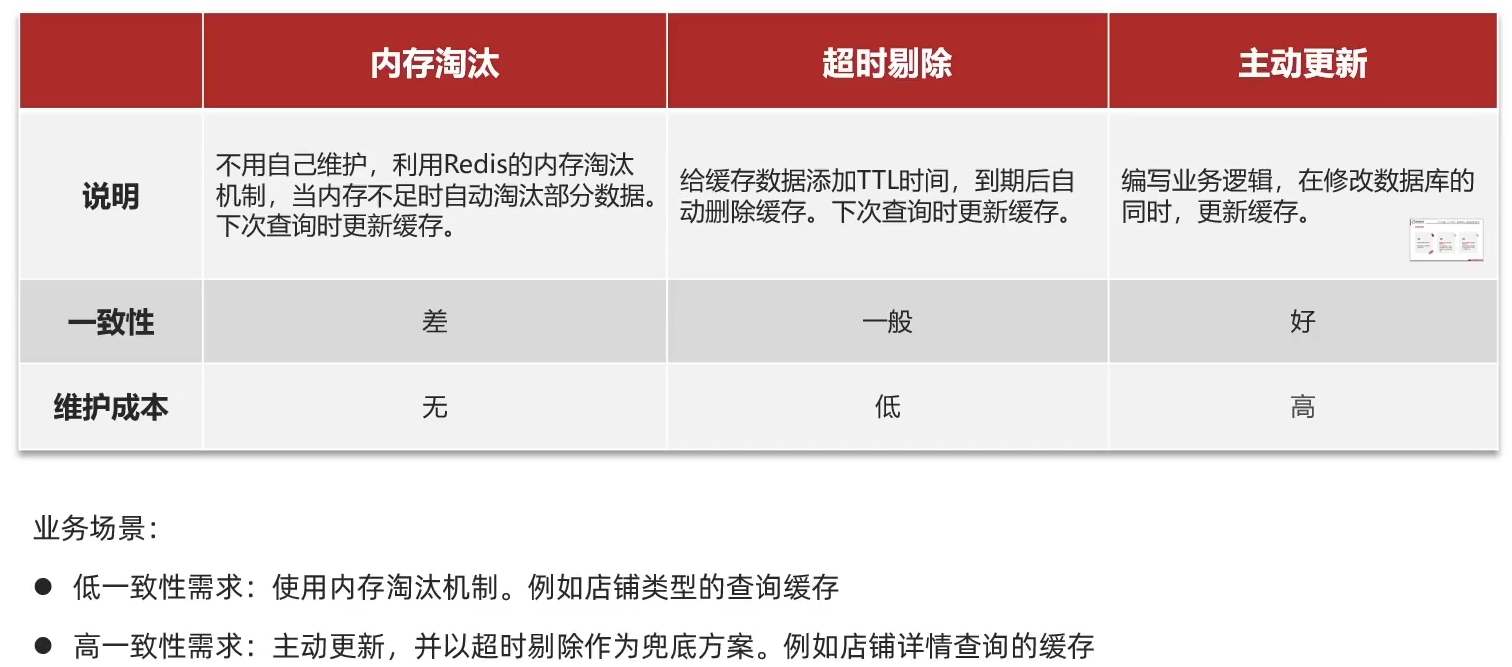 内存淘汰 超时剔除 主动更新
说明
不用自己维护，利用Redis的内存淘汰
机制，当内存不足时自动淘汰部分数据。
下次查询时更新缓存。
给缓存数据添加TTL时间，到期后自
动删除缓存。下次查询时更新缓存。
编写业务逻辑，在修改数据库的
同时，更新缓存。
一致性 差 一般 好
维护成本 无 低 高
业务场景：
● 低一致性需求：使用内存淘汰机制。例如店铺类型的查询缓存
● 高一致性需求：主动更新，并以超时剔除作为兜底方案。例如店铺详情查询的缓存